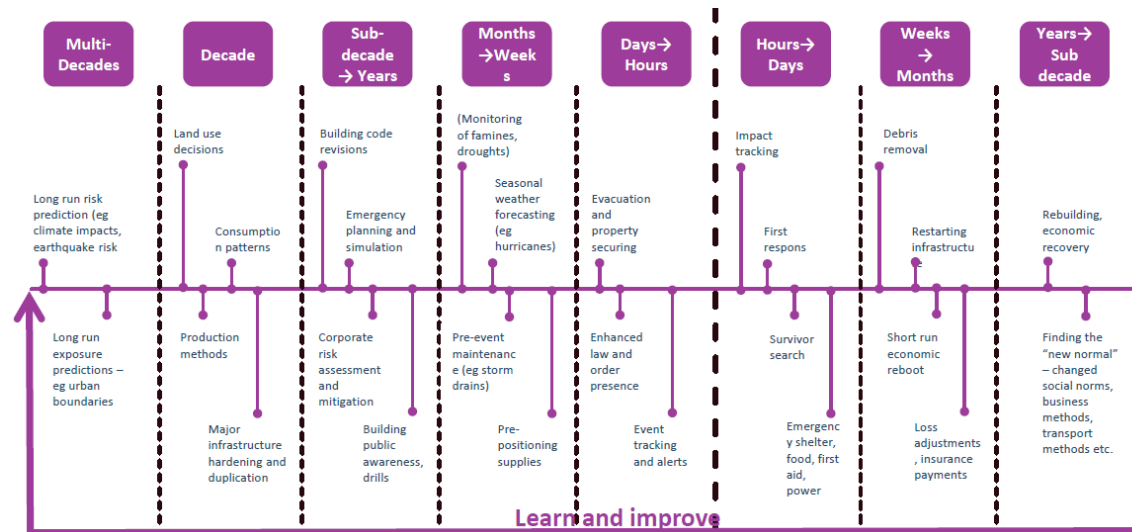 Multi-
Decades
Decade
Sub-
decade
→ Years
Months
→Week
s
Days→
Hours
Hours→
Days
Weeks
→
Months
Years→
Sub
decade
Long run risk
prediction (eg
climate impacts,
earthquake risk
Long run
exposure
predictions –
eg urban
boundaries
Land use
decisions
Consumptio
n patterns
Production
methods
Major
infrastructure
hardening and
duplication
Building code
revisions
Emergency
planning and
simulation
Corporate
risk
assessment
and
mitigation
Building
public
awareness,
drills
(Monitoring
of famines,
droughts)
Seasonal
weather
forecasting
(eg
hurricanes)
Pre-event
maintenanc
e (eg storm
drains)
Pre-
positioning
supplies
Evacuation
and
property
securing
Enhanced
law and
order
presence
Event
tracking
and alerts
Impact
tracking
First
respons
Survivor
search
Emergenc
y shelter,
food, first
aid,
power
Debris
removal
Restarting
infrastructur
e
Short run
economic
reboot
Loss
adjustments
, insurance
payments
Rebuilding,
economic
recovery
Finding the
“new normal”
– changed
social norms,
business
methods,
transport
methods etc.
Learn and improve